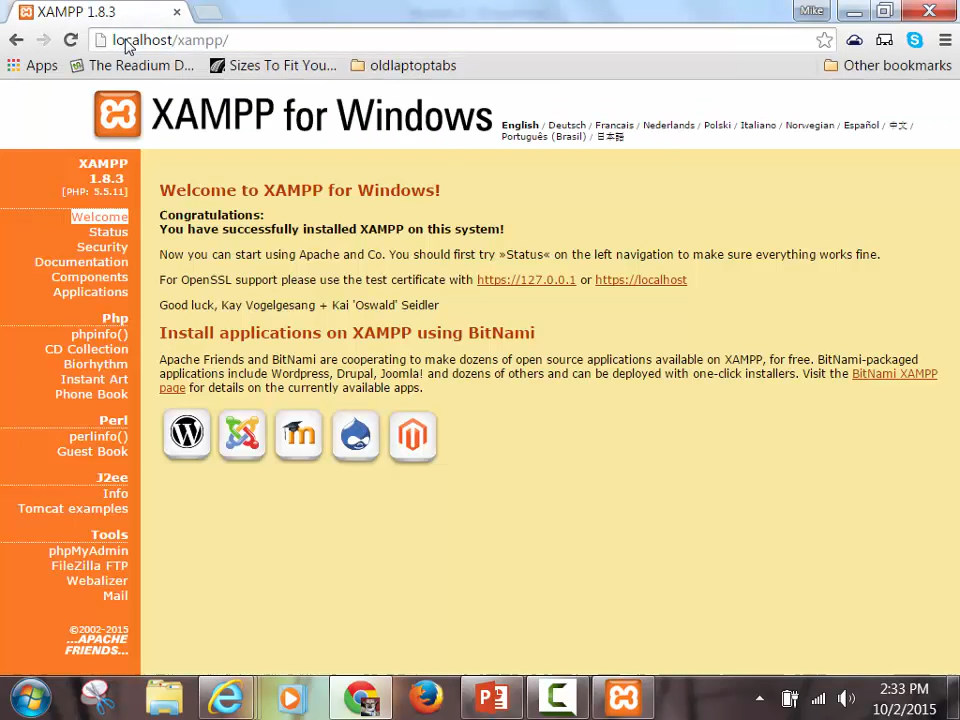 XAMPP 1.8.3
Mike
localhost/xampp/
Apps
The Readium D...
Sizes To Fit You...
oldlaptoptabs
Other bookmarks
XAMPP for Windows
English / Deutsch / Francais / Nederlands / Polski / Italiano / Norwegian / Español / 中文 /
Português (Brasil) / 日本語
XAMPP
1.8.3
[PHP: 5.5.11]
Welcome
Status
Security
Documentation
Components
Applications
Php
phpinfo()
CD Collection
Biorhythm
Instant Art
Phone Book
Perl
perlinfo()
Guest Book
J2ee
Info
Tomcat examples
Tools
phpMyAdmin
FileZilla FTP
Webalizer
Mail
©2002-2015
...APACHE
FRIENDS...
Welcome to XAMPP for Windows!
Congratulations:
You have successfully installed XAMPP on this system!
Now you can start using Apache and Co. You should first try »Status« on the left navigation to make sure everything works fine.
For OpenSSL support please use the test certificate with https://127.0.0.1 or https://localhost
Good luck, Kay Vogelgesang + Kai 'Oswald' Seidler
Install applications on XAMPP using BitNami
Apache Friends and BitNami are cooperating to make dozens of open source applications available on XAMPP, for free. BitNami-packaged
applications include Wordpress, Drupal, Joomla! and dozens of others and can be deployed with one-click installers. Visit the BitNami XAMPP
page for details on the currently available apps.
2:33 PM
10/2/2015